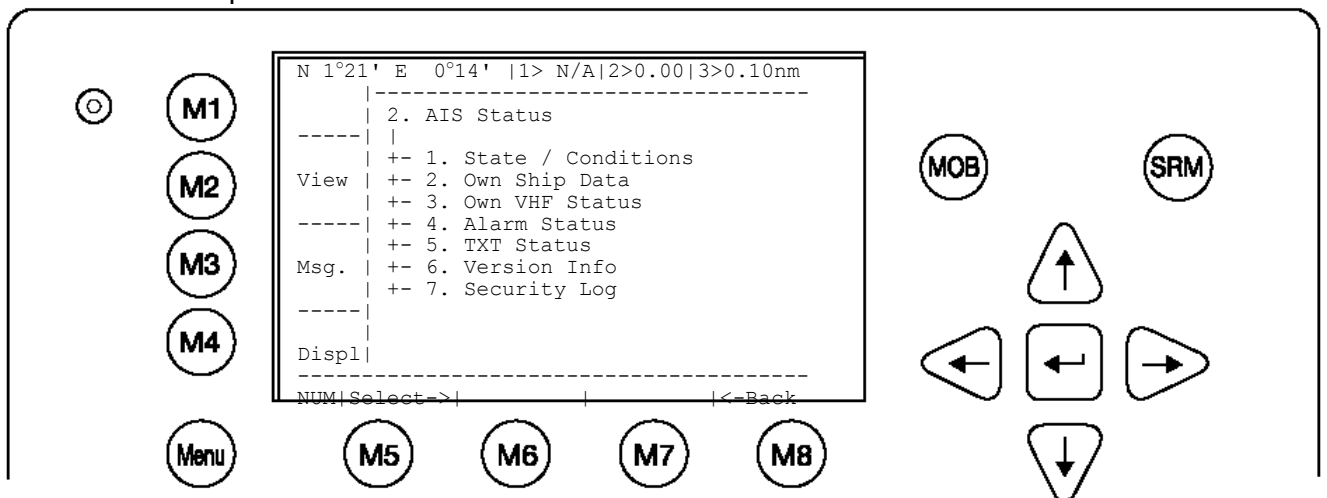 N 1°21' E 0°14' |1> N/A|2>0.00|3>0.10nm
|----------------------------------
M1 | 2. AIS Status
-----| |
| +- 1. State / Conditions
M2 View | +- 2. Own Ship Data MOB SRM
| +- 3. Own VHF Status
-----| +- 4. Alarm Status
| +- 5. TXT Status
M3 Msg. | +- 6. Version Info
| +- 7. Security Log
-----|
M4 |
Displ|
----------------------------------------
NUM|Select->| | |<-Back
Menu M5 M6 M7 M8